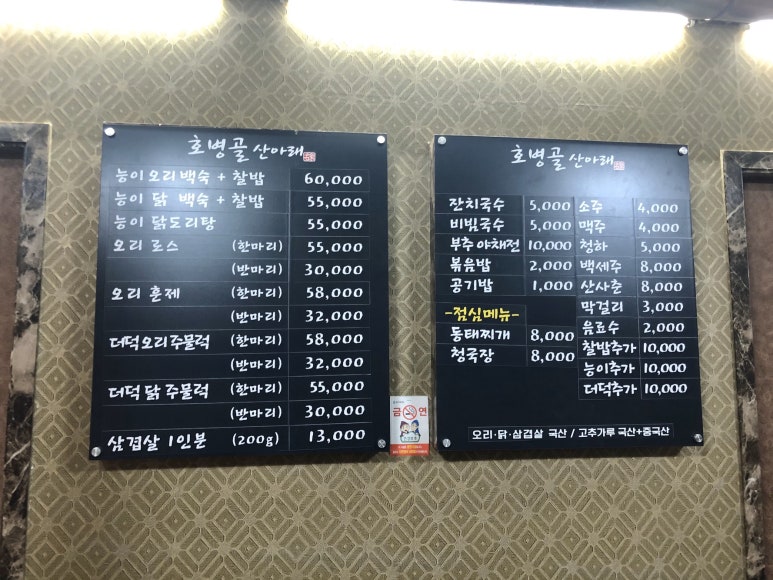 호병골 산아래
능이 오리 백숙 + 찰밥 60,000
능이 닭 백숙 + 찰밥 55,000
능이 닭도리탕 55,000
오리 로스 (한마리) 55,000
(반마리) 30,000
오리 훈제 (한마리) 58,000
(반마리) 32,000
더덕오리주물럭 (한마리) 58,000
(반마리) 32,000
더덕 닭 주물럭 (한마리) 55,000
(반마리) 30,000
삼겹살 1인분 (200g) 13,000
호병골 산아래
잔치국수 5,000
비빔국수 5,000
부추 야채전 10,000
볶음밥 2,000
공기밥 1,000
-점심메뉴-
동태찌개 8,000
청국장 8,000
소주 4,000
맥주 4,000
청하 5,000
백세주 8,000
산사춘 8,000
막걸리 3,000
음료수 2,000
찰밥추가 10,000
능이추가 10,000
더덕추가 10,000
오리·닭·삼겹살 국산 / 고추가루 국산+중국산
금연